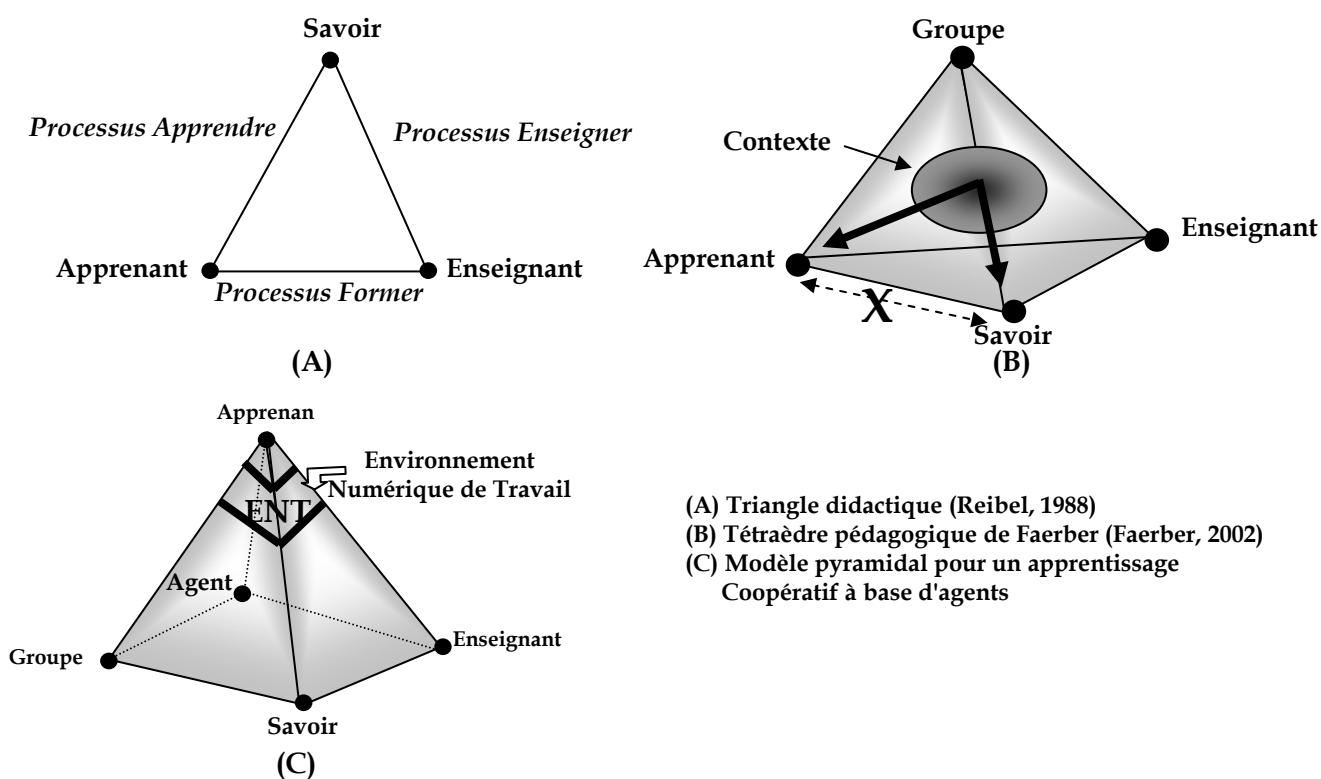 Savoir
Processus Apprendre
Processus Enseigner
Apprenant
Enseignant
Processus Former
(A)
Groupe
Contexte
Enseignant
Apprenant
X
Savoir
(B)
Apprenan
Environnement
Numérique de Travail
ENT
Agent
Groupe
Enseignant
Savoir
(C)
(A) Triangle didactique (Reibel, 1988)
(B) Tétraèdre pédagogique de Faerber (Faerber, 2002)
(C) Modèle pyramidal pour un apprentissage
Coopératif à base d'agents